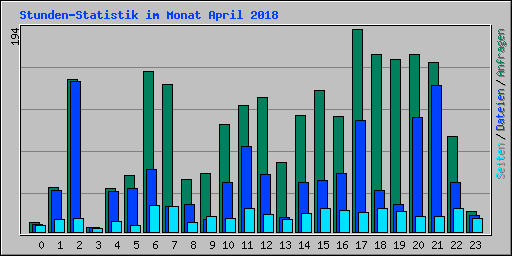 Stunden-Statistik im Monat April 2018
194
Seiten / Dateien / Anfragen
0 1 2 3 4 5 6 7 8 9 10 11 12 13 14 15 16 17 18 19 20 21 22 23